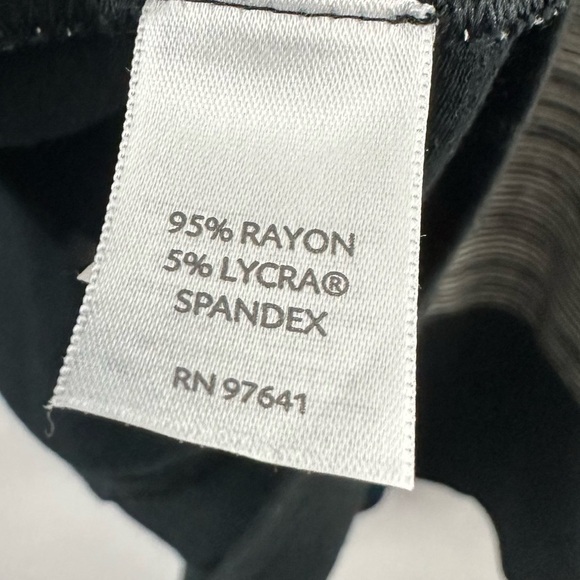 95% RAYON
5% LYCRA®
SPANDEX
RN 97641